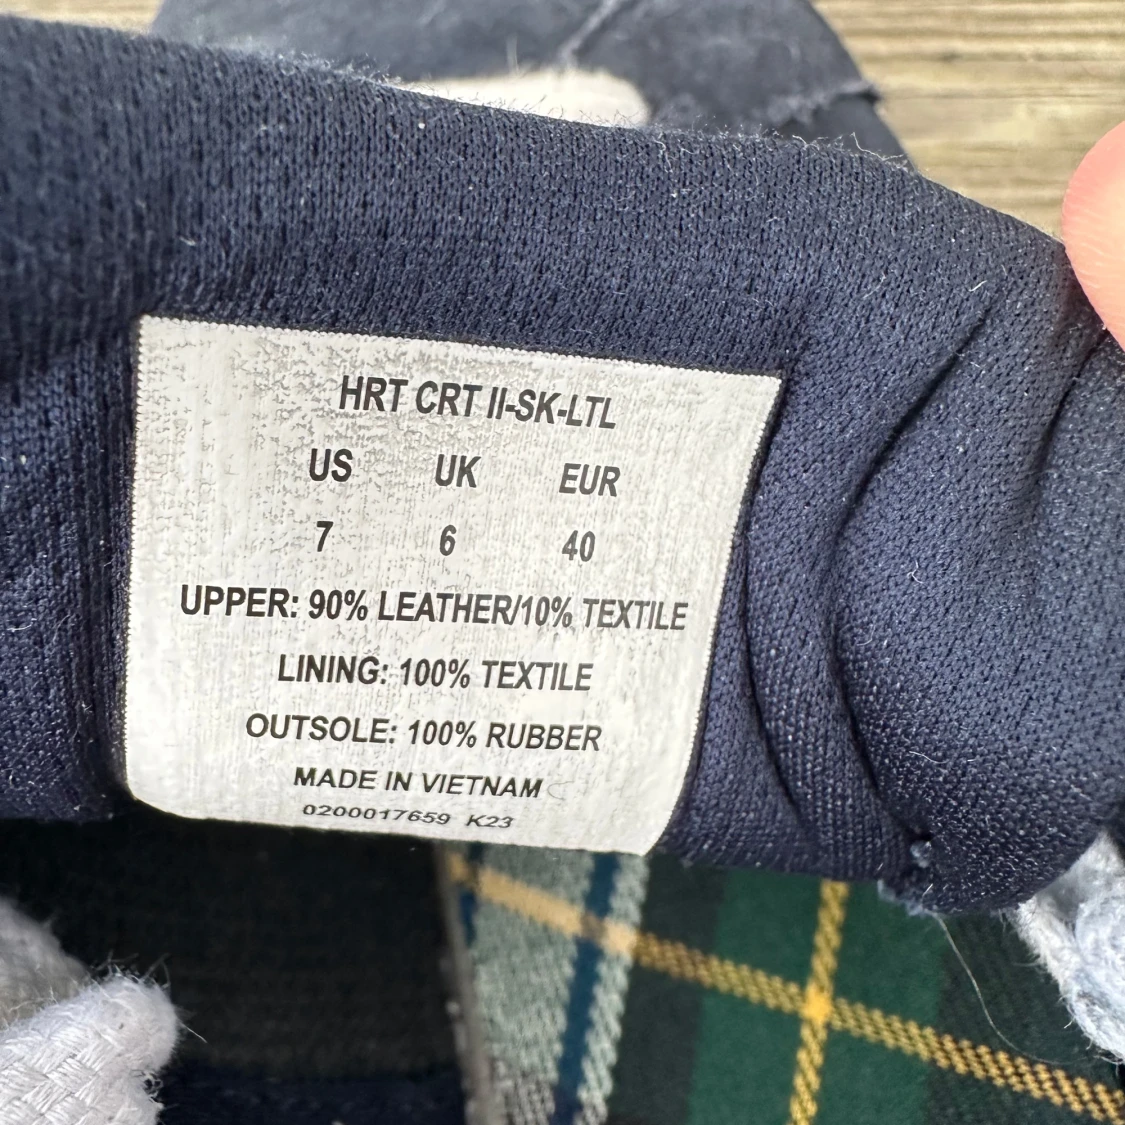 HRT CRT II-SK-LTL
US UK EUR
7 6 40
UPPER: 90% LEATHER/10% TEXTILE
LINING: 100% TEXTILE
OUTSOLE: 100% RUBBER
MADE IN VIETNAM
0200017659 K23